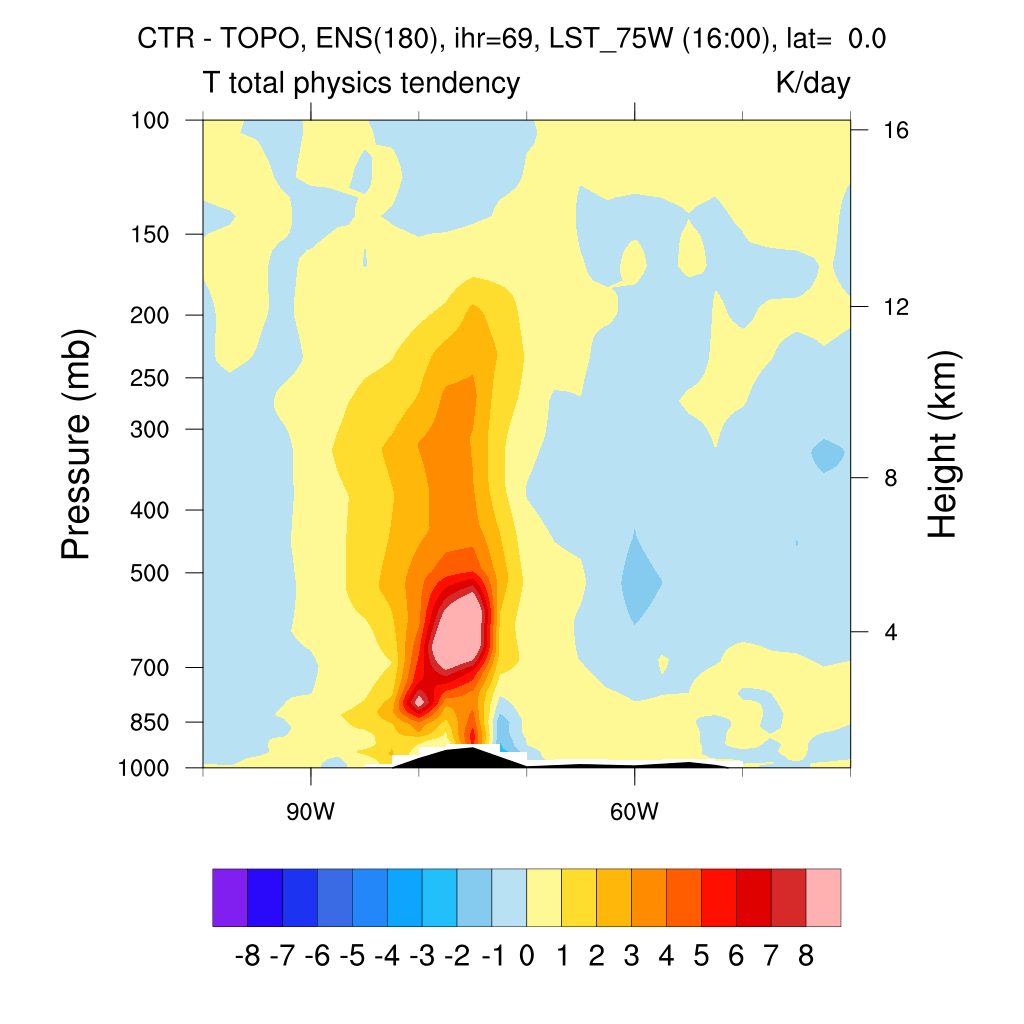 CTR - TOPO, ENS(180), ihr=69, LST_75W (16:00), lat=  0.0
T total physics tendency K/day
100
150
200
250
300
400
500
700
850
1000
Pressure (mb)
16
12
8
4
Height (km)
90W 60W
-8 -7 -6 -5 -4 -3 -2 -1 0 1 2 3 4 5 6 7 8